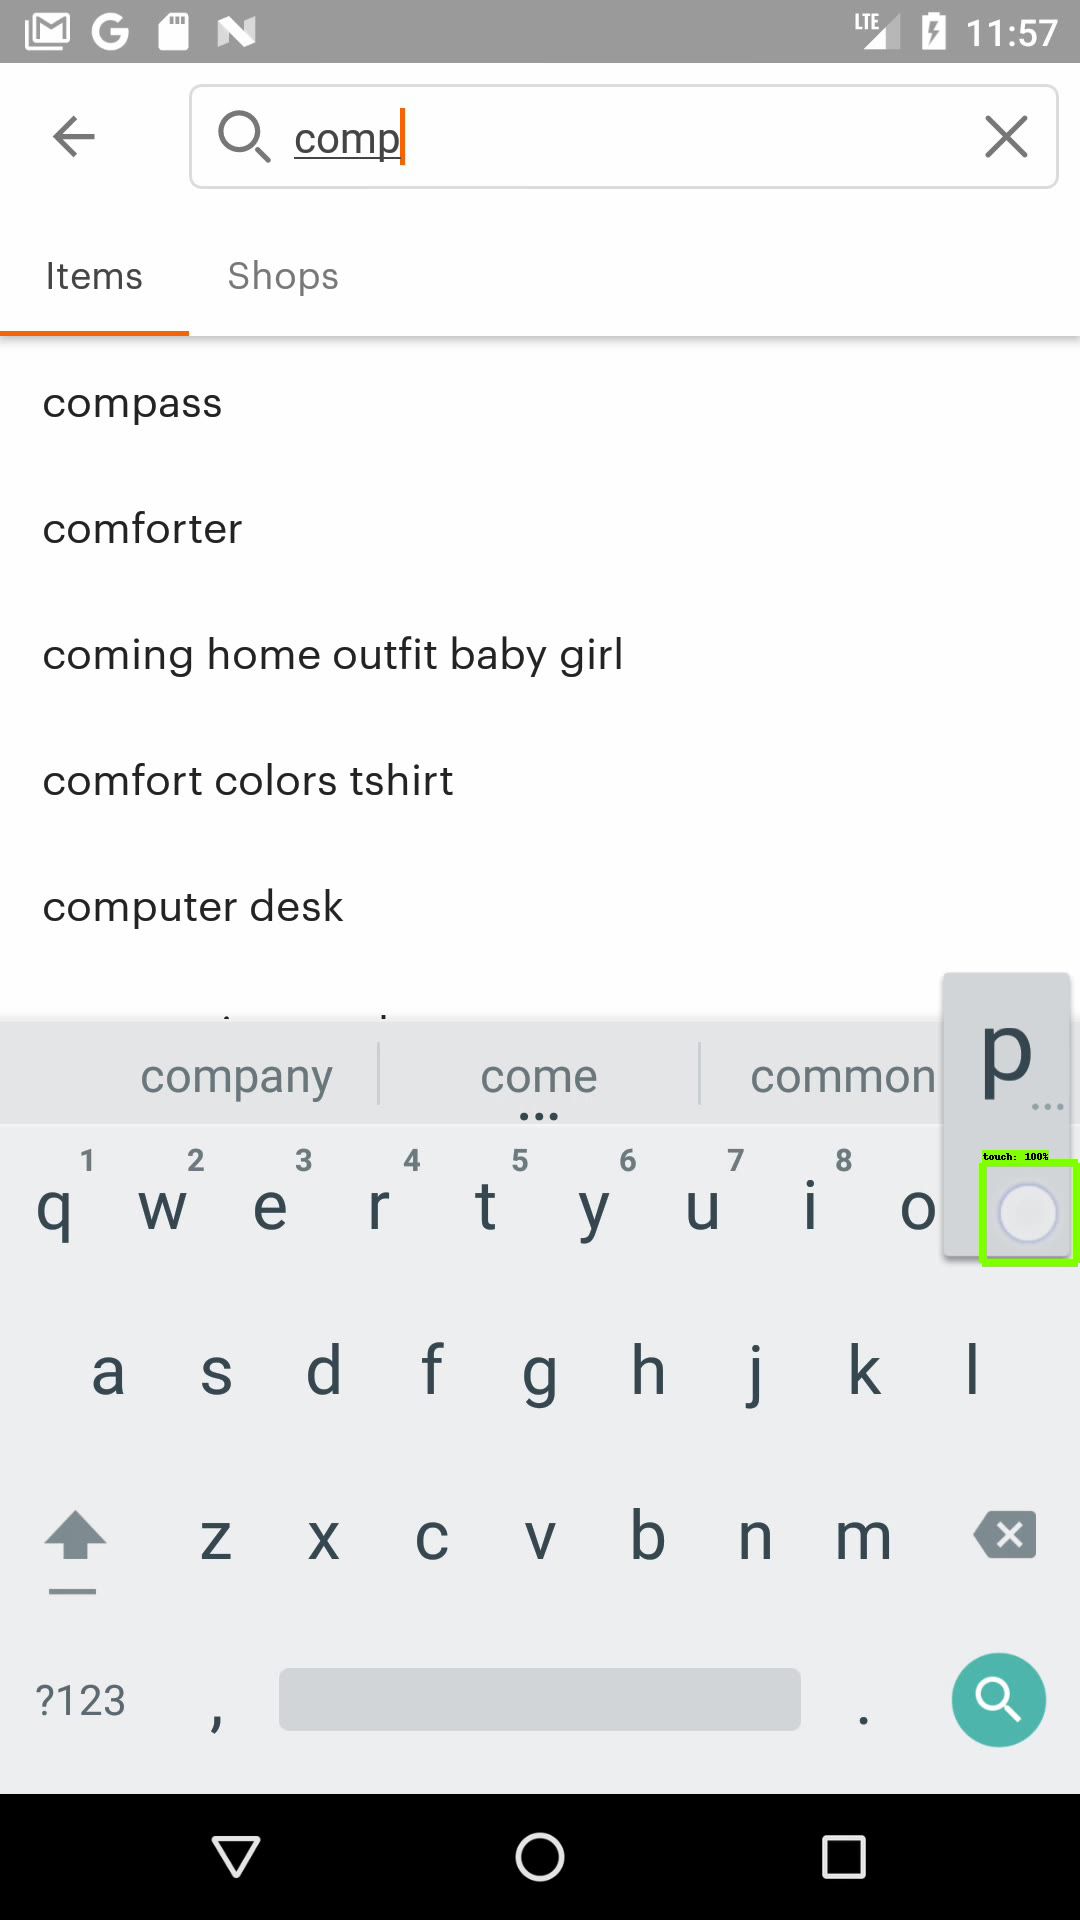 LTE 11:57
comp
Items Shops
compass
comforter
coming home outfit baby girl
comfort colors tshirt
computer desk
company come common
p
touch: 100%
1 2 3 4 5 6 7 8
q w e r t y u i o
a s d f g h j k l
z x c v b n m
?123 , .